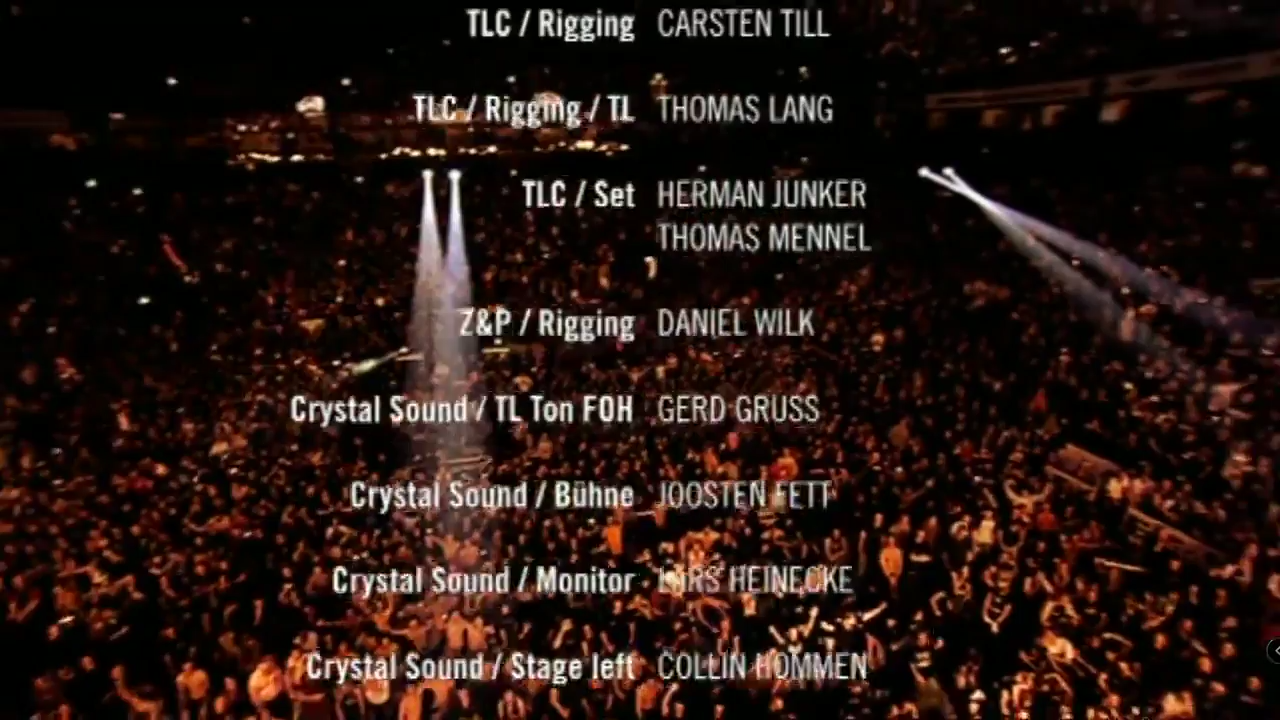 TLC / Rigging CARSTEN TILL
TLC / Rigging / TL THOMAS LANG
TLC / Set HERMAN JUNKER
THOMAS MENNEL
Z&P / Rigging DANIEL WILK
Crystal Sound / TL Ton FOH GERD GRUSS
Crystal Sound / Bühne JOOSTEN FETT
Crystal Sound / Monitor LARS HEINECKE
Crystal Sound / Stage left COLLIN HOMMEN